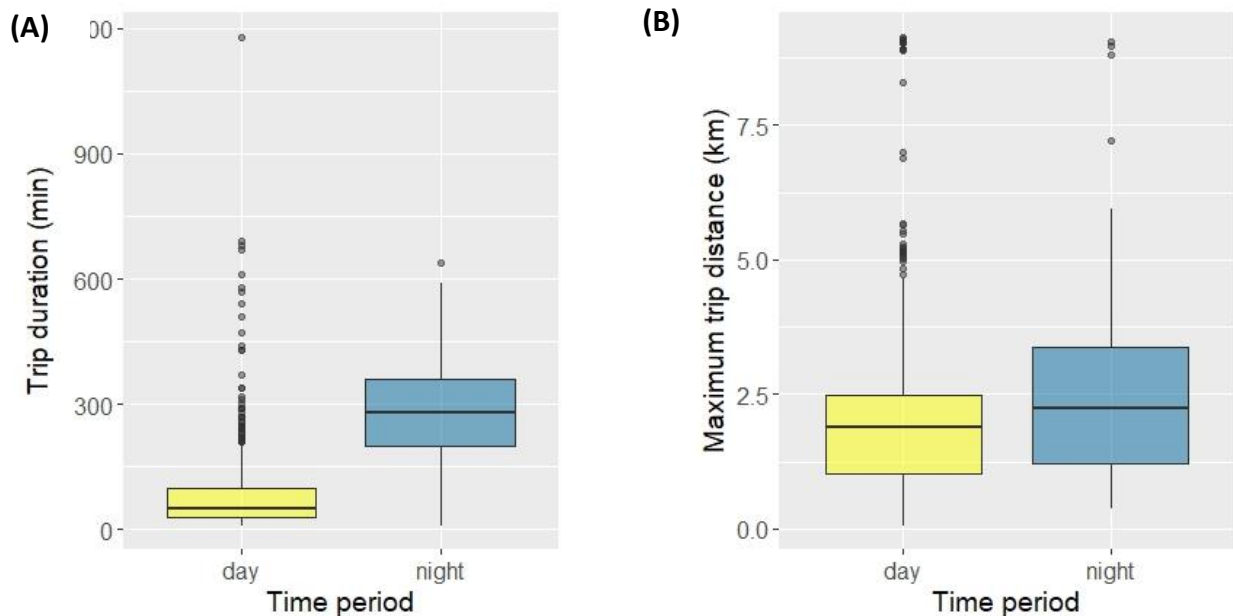 (A)
00
900
600
300
0
Trip duration (min)
day night
Time period
(B)
7.5
5.0
2.5
0.0
Maximum trip distance (km)
day night
Time period